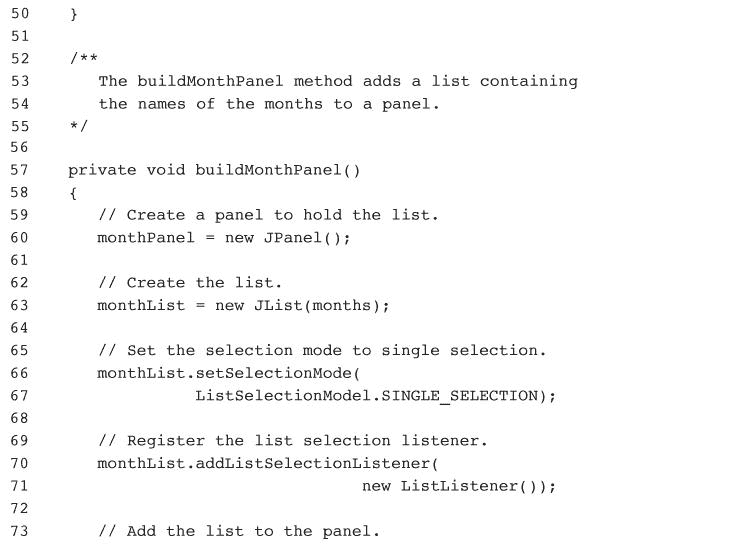 50    }
51
52    /**
53       The buildMonthPanel method adds a list containing
54       the names of the months to a panel.
55    */
56
57    private void buildMonthPanel()
58    {
59       // Create a panel to hold the list.
60       monthPanel = new JPanel();
61
62       // Create the list.
63       monthList = new JList(months);
64
65       // Set the selection mode to single selection.
66       monthList.setSelectionMode(
67                 ListSelectionModel.SINGLE_SELECTION);
68
69       // Register the list selection listener.
70       monthList.addListSelectionListener(
71                                  new ListListener());
72
73       // Add the list to the panel.